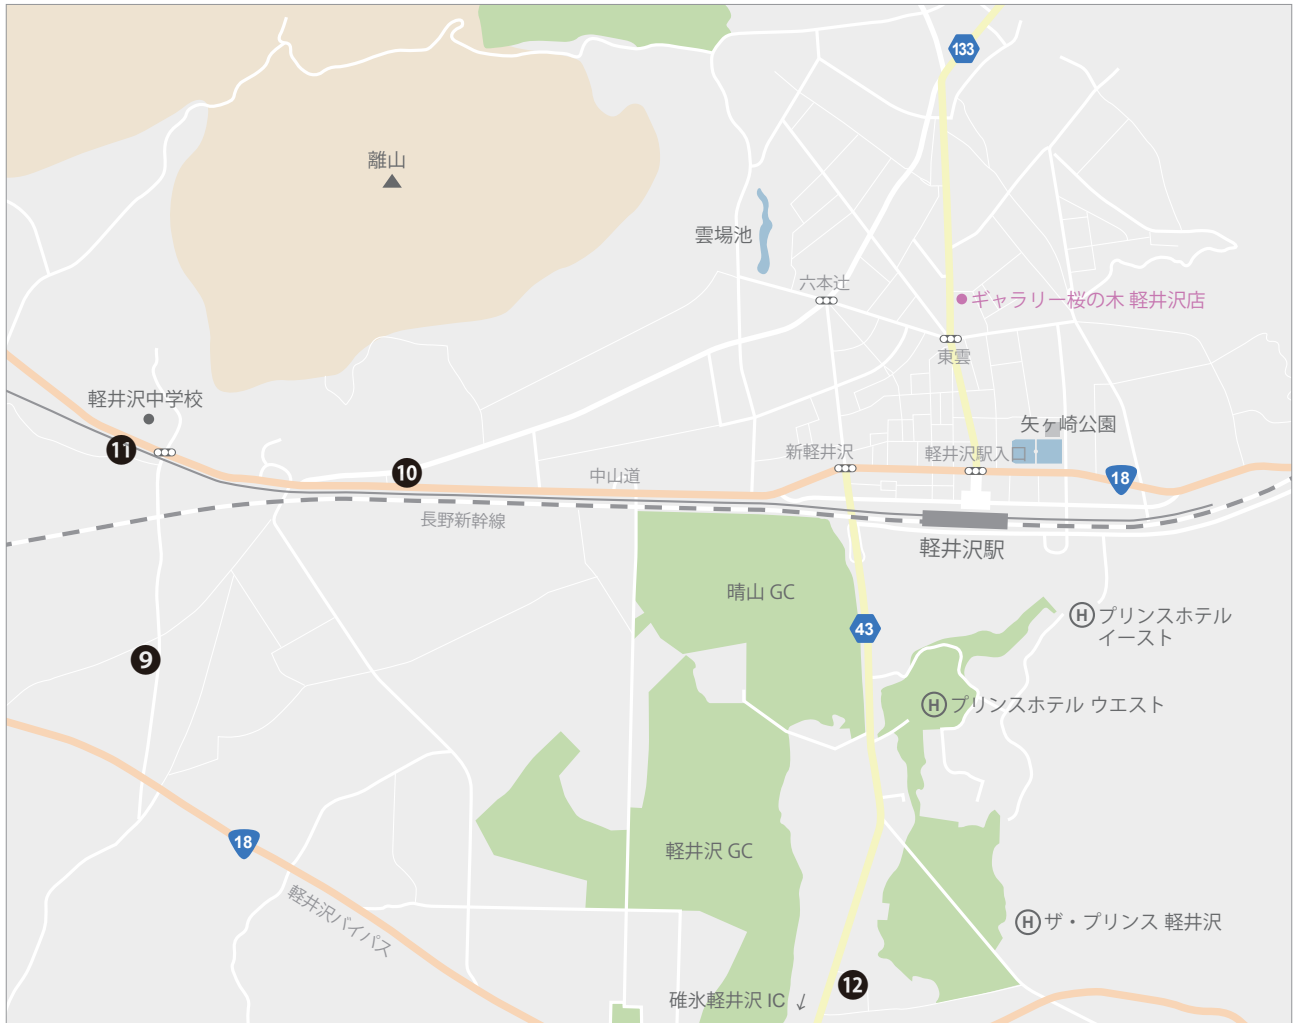 133
離山
雲場池
六本辻
ギャラリー桜の木 軽井沢店
東雲
軽井沢中学校
矢ヶ崎公園
11
新軽井沢
軽井沢駅入口
10
中山道
18
長野新幹線
軽井沢駅
晴山 GC
H プリンスホテル
イースト
43
9
H プリンスホテル ウエスト
18
軽井沢 GC
軽井沢バイパス
H ザ・プリンス 軽井沢
12
碓氷軽井沢 IC ↓